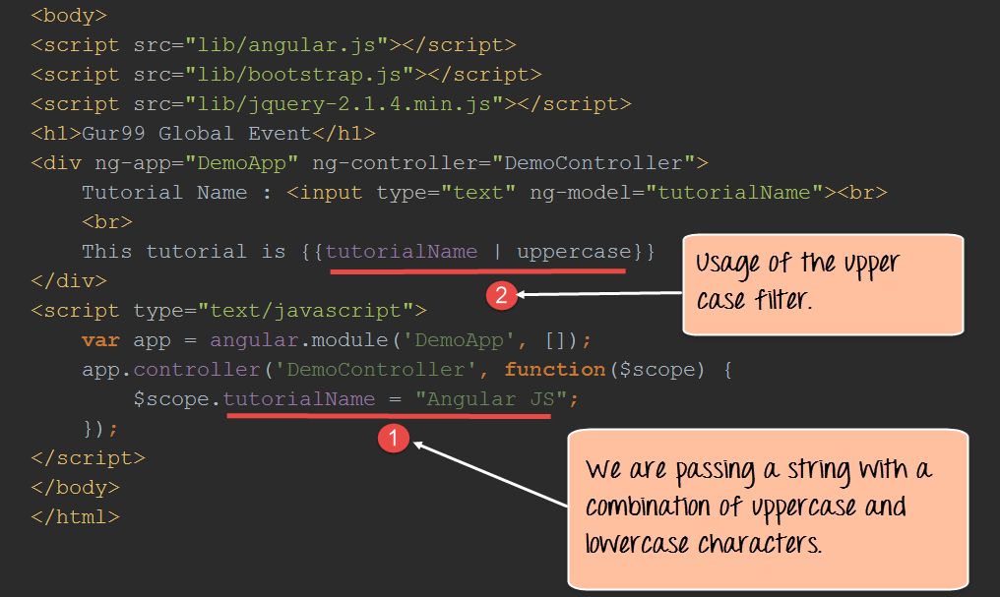 <body>
<script src="lib/angular.js"></script>
<script src="lib/bootstrap.js"></script>
<script src="lib/jquery-2.1.4.min.js"></script>
<h1>Gur99 Global Event</h1>
<div ng-app="DemoApp" ng-controller="DemoController">
    Tutorial Name : <input type="text" ng-model="tutorialName"><br>
    <br>
    This tutorial is {{tutorialName | uppercase}}
Usage of the upper
case filter.
</div>
2
<script type="text/javascript">
    var app = angular.module('DemoApp', []);
    app.controller('DemoController', function($scope) {
        $scope.tutorialName = "Angular JS";
    });
1
</script>
</body>
</html>
We are passing a string with a
combination of uppercase and
lowercase characters.